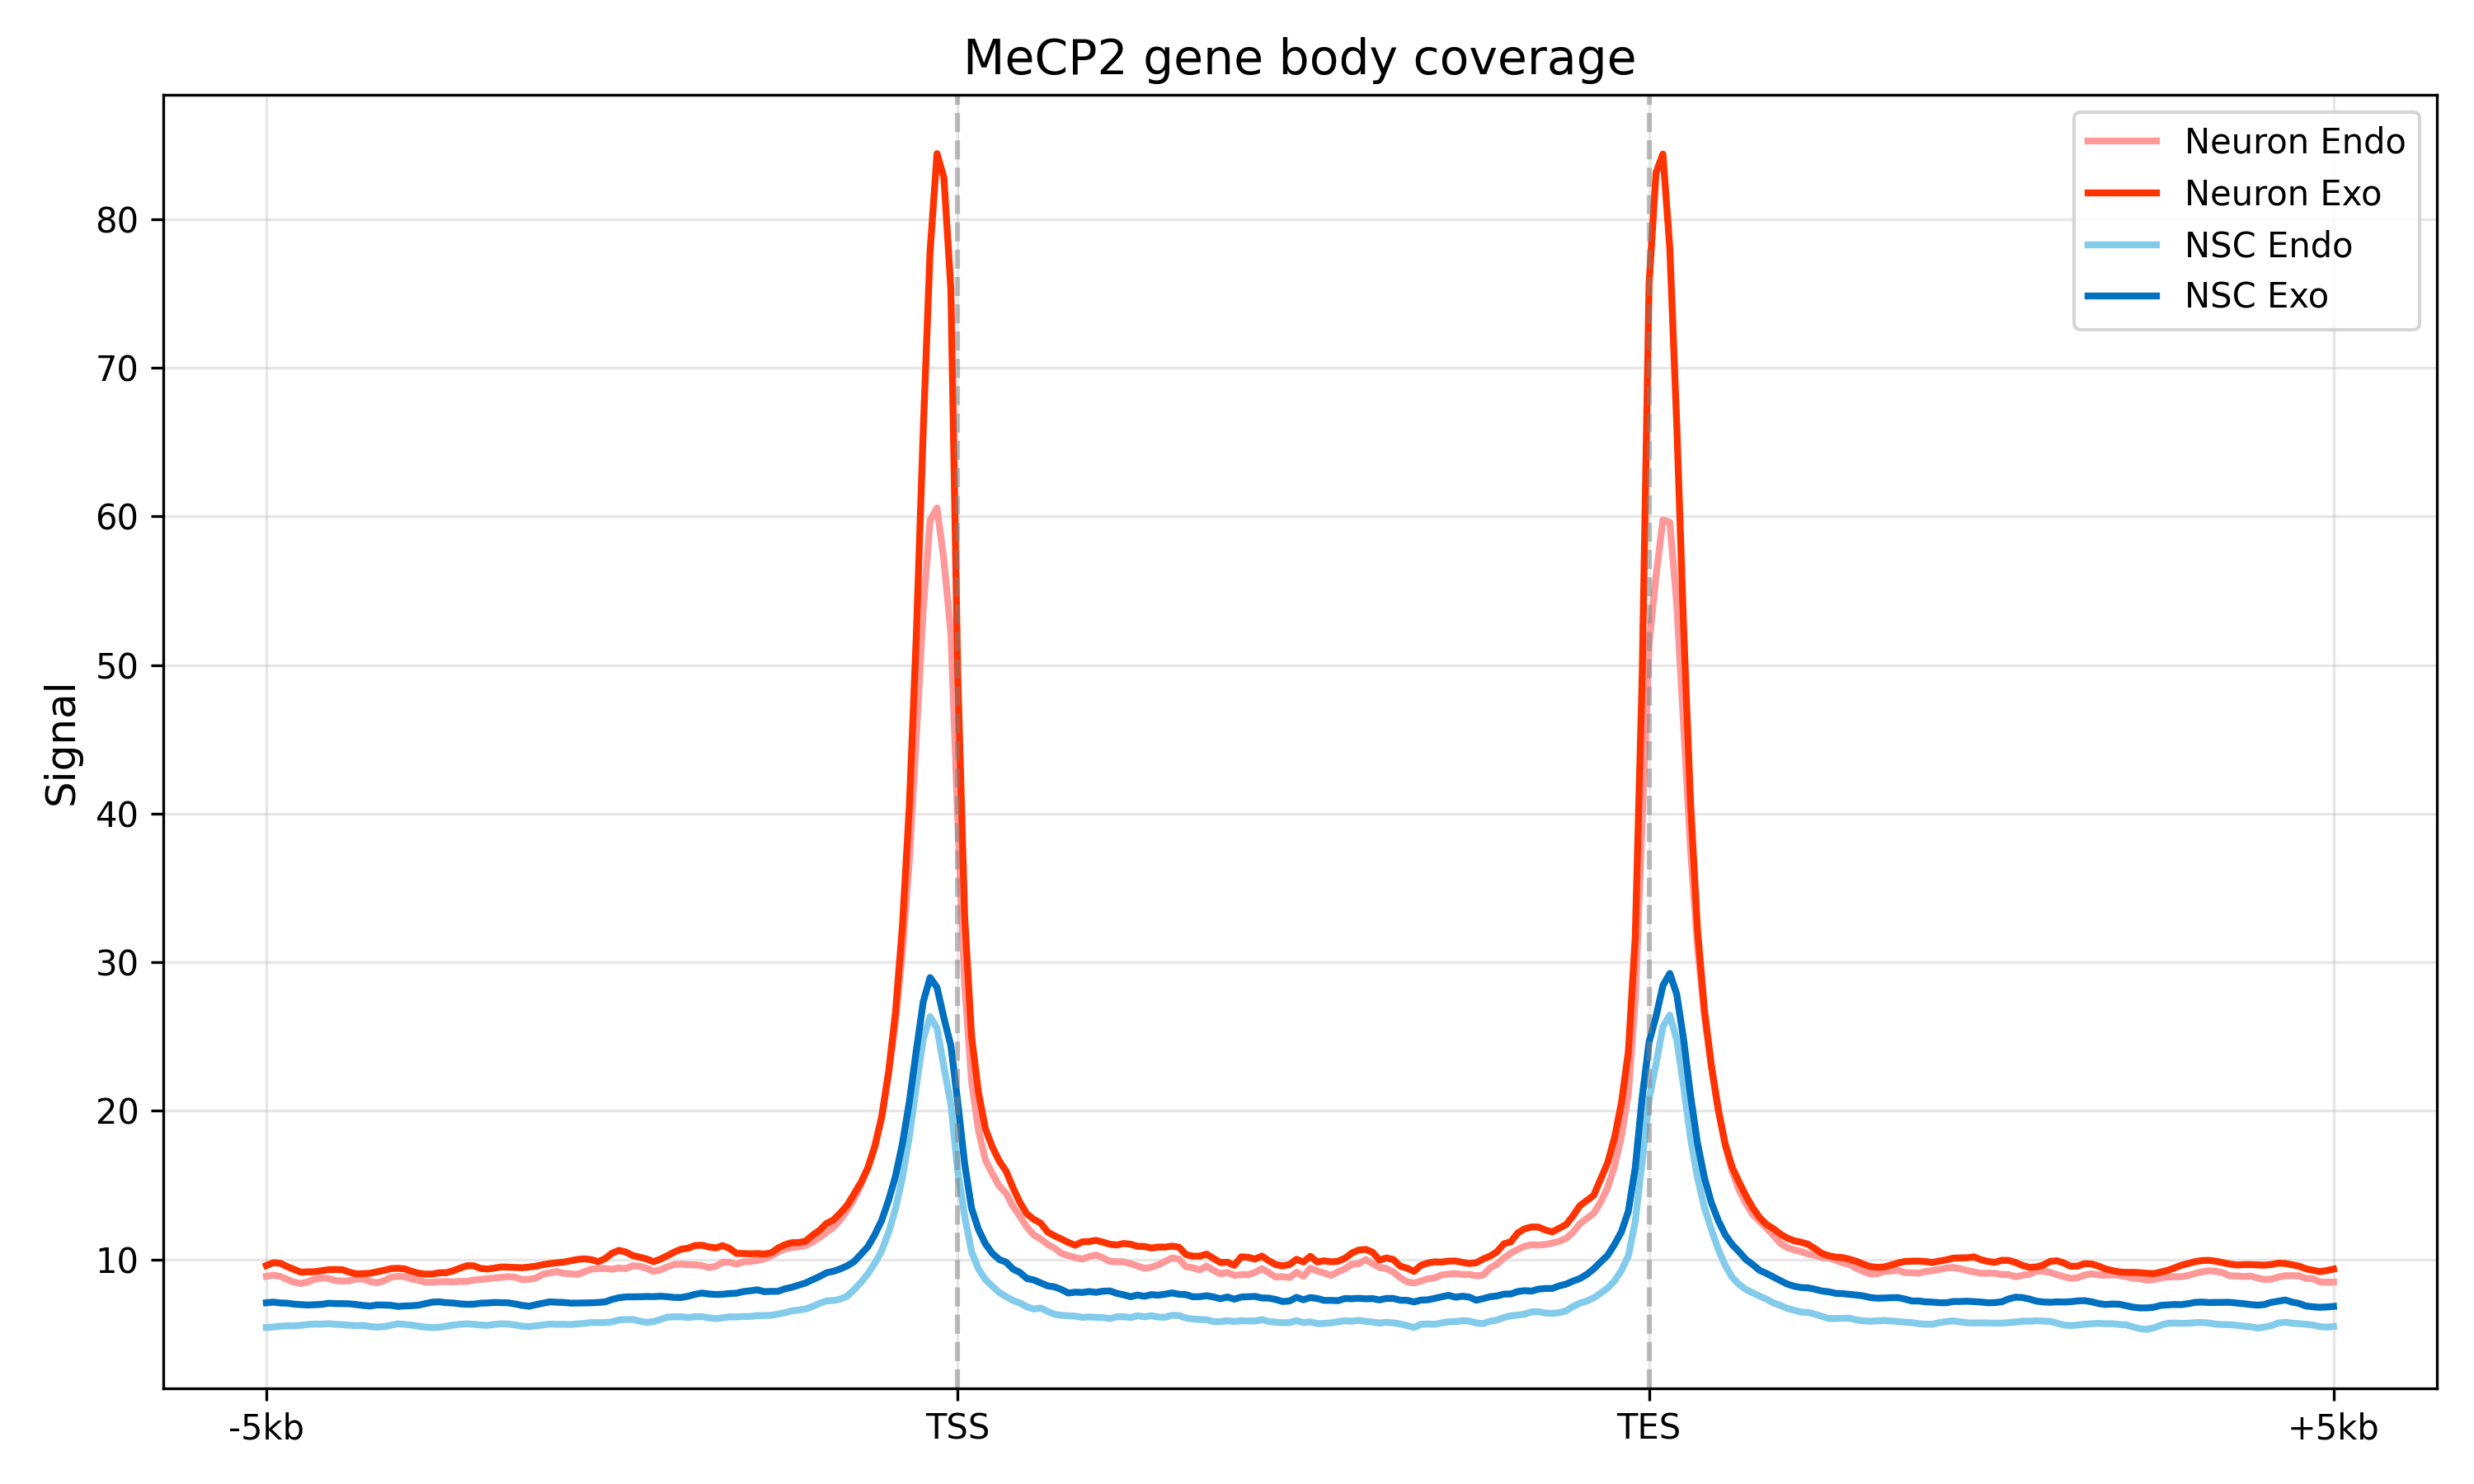 MeCP2 gene body coverage
Neuron Endo
Neuron Exo
NSC Endo
NSC Exo
80
70
60
50
40
30
20
10
Signal
-5kb
TSS
TES
+5kb